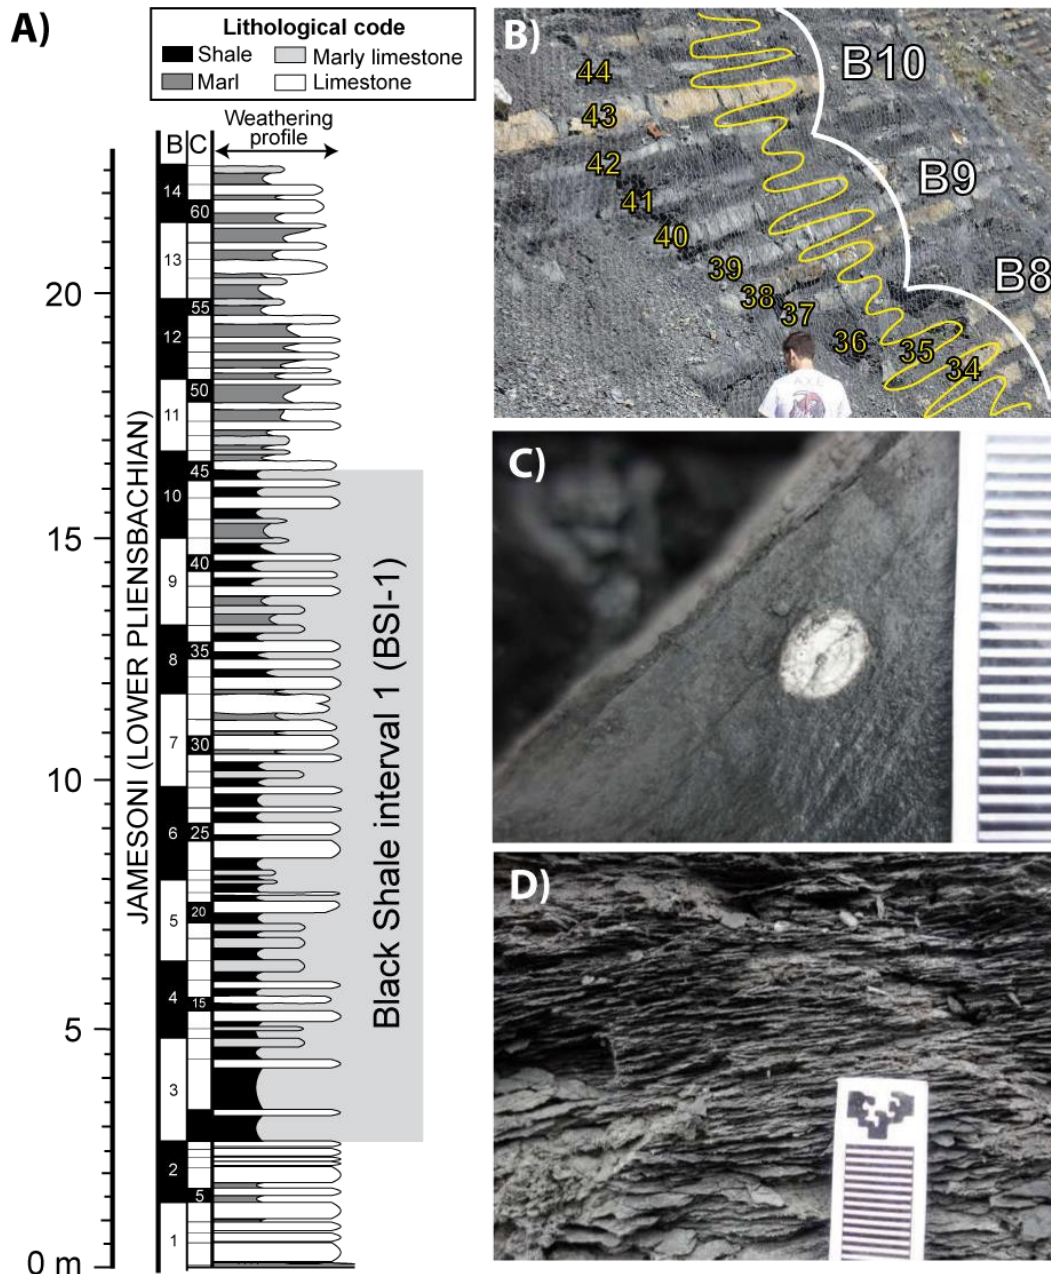 A)
Lithological code
Shale
Marly limestone
Marl
Limestone
Weathering
profile
B C
14
60
13
20
55
12
50
11
45
10
15
40
9
35
8
7
30
10
25
6
5
20
4
15
5
3
2
5
1
0 m
JAMESONI (LOWER PLIENSBACHIAN)
Black Shale interval 1 (BSI-1)
B)
B10
44
43
42
B9
41
40
39
B8
38
37
36
35
34
AXE
C)
D)